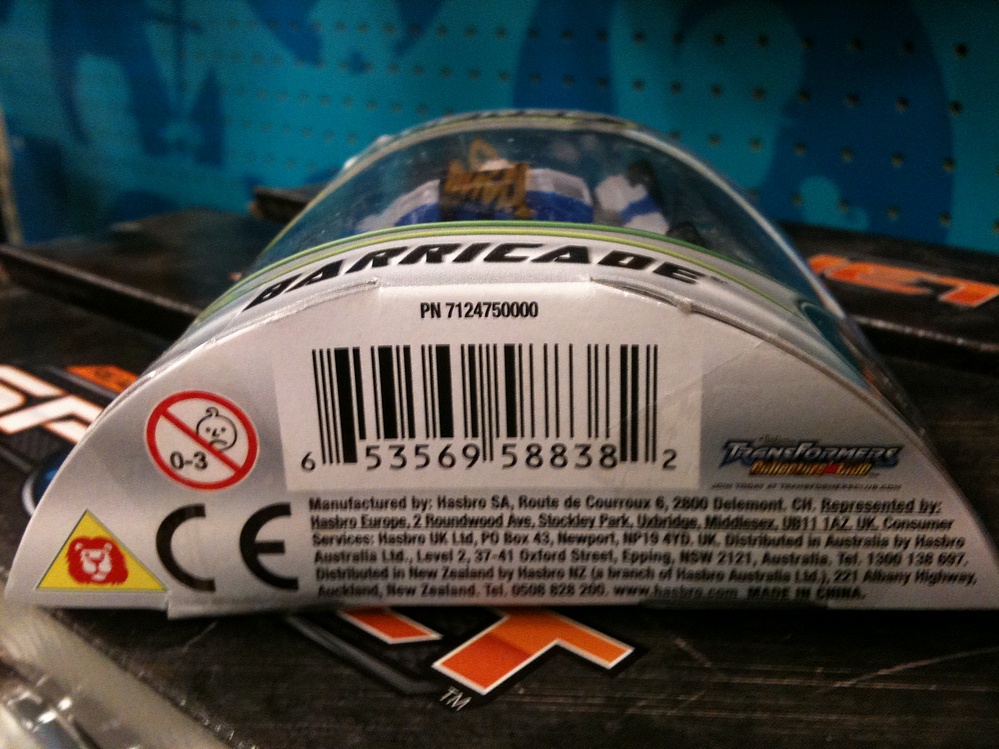 BARRICADE
PN 7124750000
6 53569 58838 2
0-3
TRANSFORMERS
JOIN TODAY AT TRANSFORMERSCLUB.COM
CE
Manufactured by: Hasbro SA, Route de Courroux 6, 2800 Delemont. CH. Represented by:
Hasbro Europe, 2 Roundwood Ave, Stockley Park, Uxbridge, Middlesex, UB11 1AZ. UK. Consumer
Services: Hasbro UK Ltd, PO Box 43, Newport, NP19 4YD. UK. Distributed in Australia by Hasbro
Australia Ltd., Level 2, 37-41 Oxford Street, Epping, NSW 2121, Australia. Tel. 1300 138 697.
Distributed in New Zealand by Hasbro NZ (a branch of Hasbro Australia Ltd.), 221 Albany Highway,
Auckland, New Zealand. Tel. 0508 828 200. www.hasbro.com MADE IN CHINA.
TM